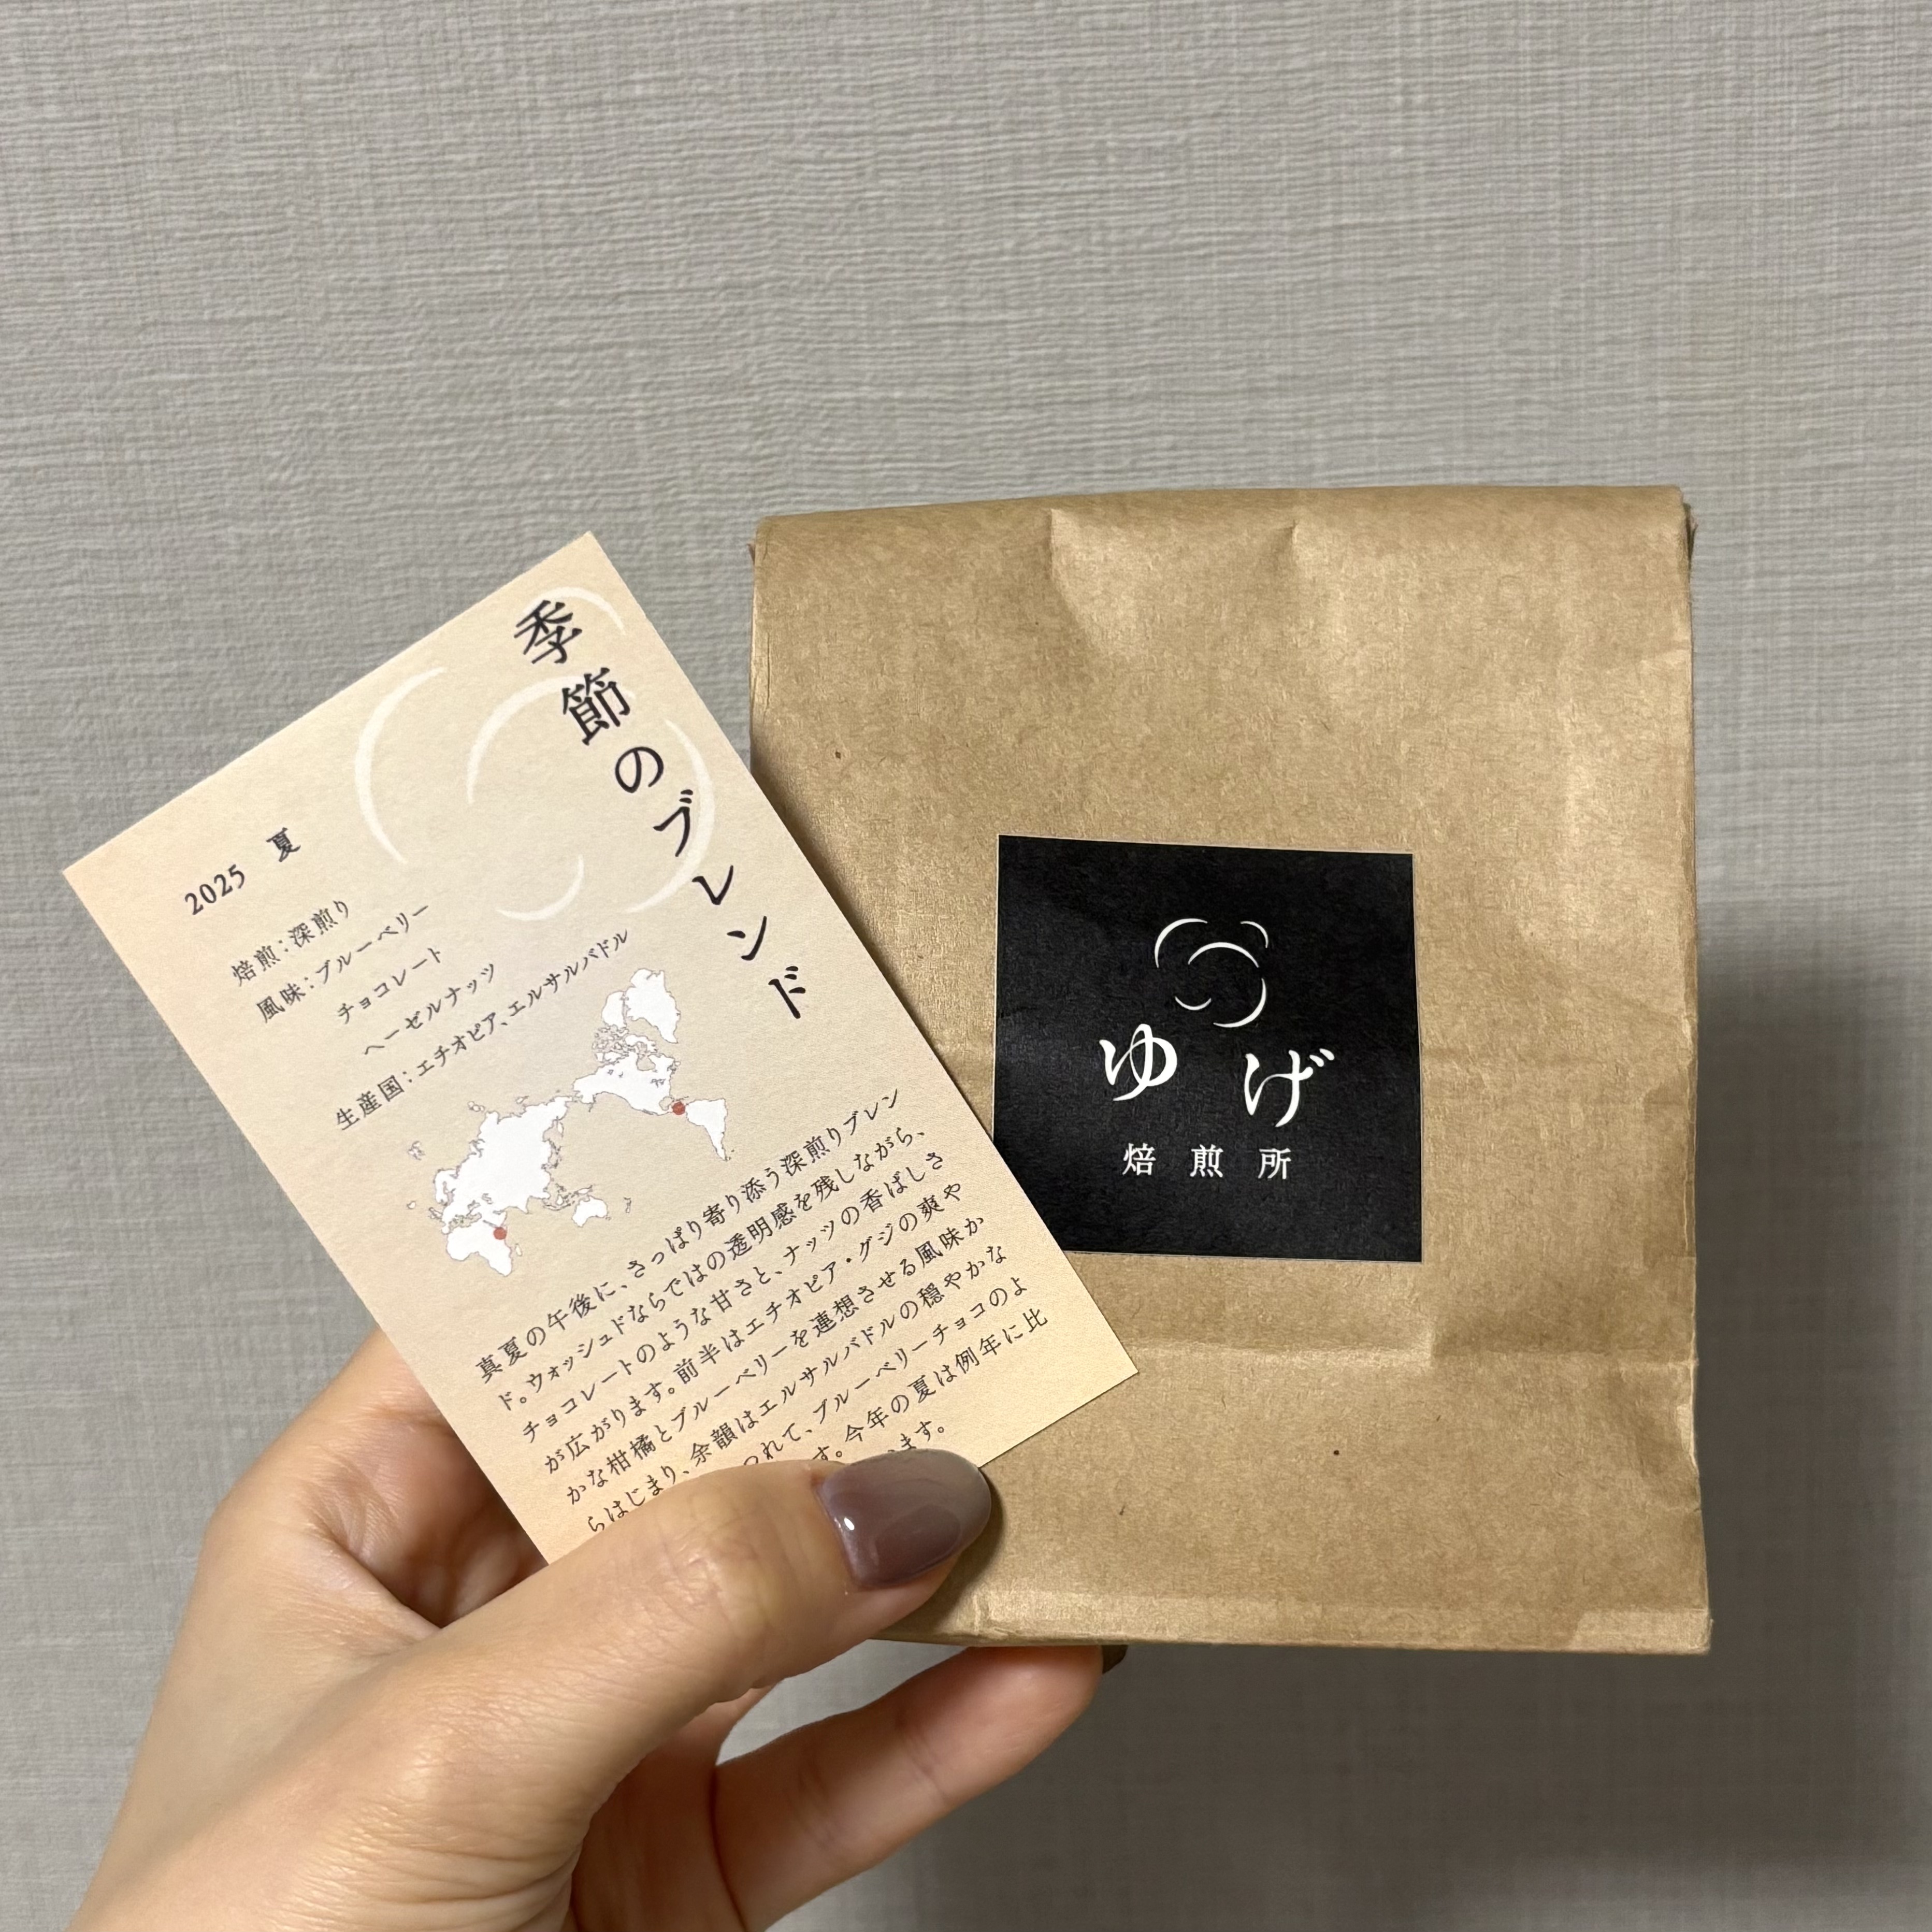 季節のブレンド
2025 夏
焙煎：深煎り
風味：ブルーベリー
チョコレート
ヘーゼルナッツ
生産国：エチオピア、エルサルバドル
真夏の午後に、さっぱり寄り添う深煎りブレン
ド。ウォッシュドならではの透明感を残しながら、
チョコレートのような甘さと、ナッツの香ばしさ
が広がります。前半はエチオピア・グジの爽や
かな柑橘とブルーベリーを連想させる風味か
らはじまり、余韻はエルサルバドルの穏やかな
つれて、ブルーベリーチョコのよ
す。今年の夏は例年に比
ます。
ゆげ
焙煎所